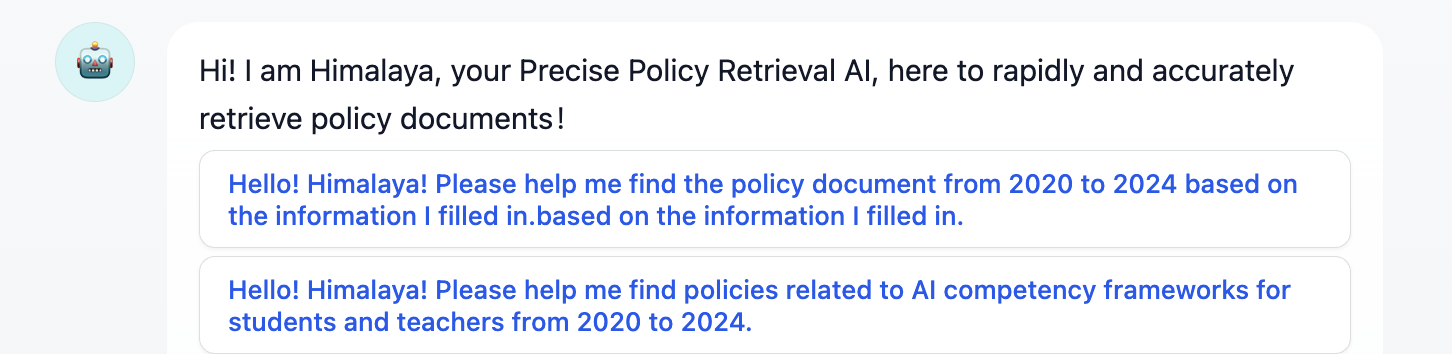 Hi! I am Himalaya, your Precise Policy Retrieval AI, here to rapidly and accurately
retrieve policy documents!
Hello! Himalaya! Please help me find the policy document from 2020 to 2024 based on
the information I filled in.based on the information I filled in.
Hello! Himalaya! Please help me find policies related to AI competency frameworks for
students and teachers from 2020 to 2024.